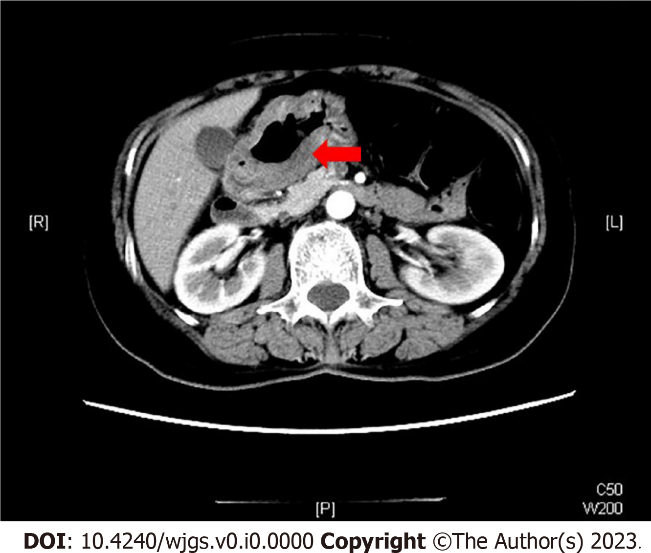 [R]
[L]
C50
[P]
W200
DOI: 10.4240/wjgs.v0.i0.0000 Copyright ©The Author(s) 2023.